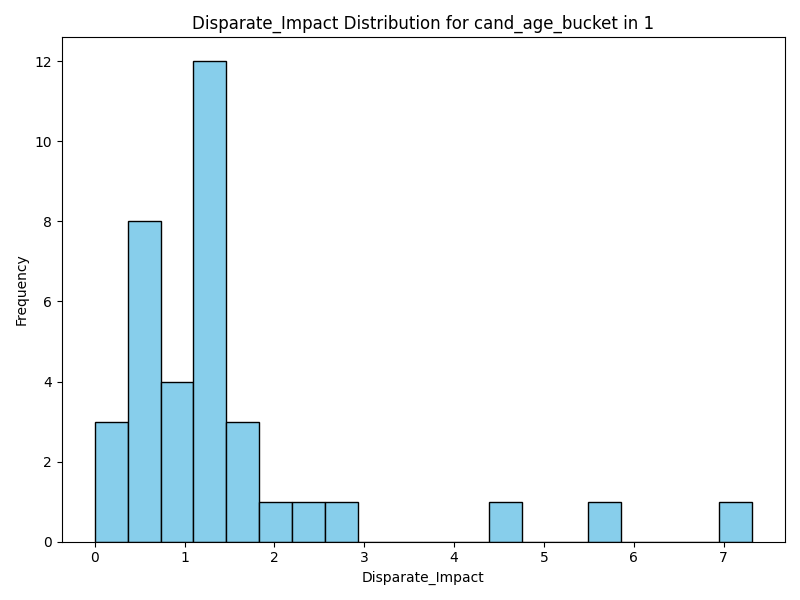 Disparate_Impact Distribution for cand_age_bucket in 1
12
10
8
6
4
2
0
Frequency
0 1 2 3 4 5 6 7
Disparate_Impact